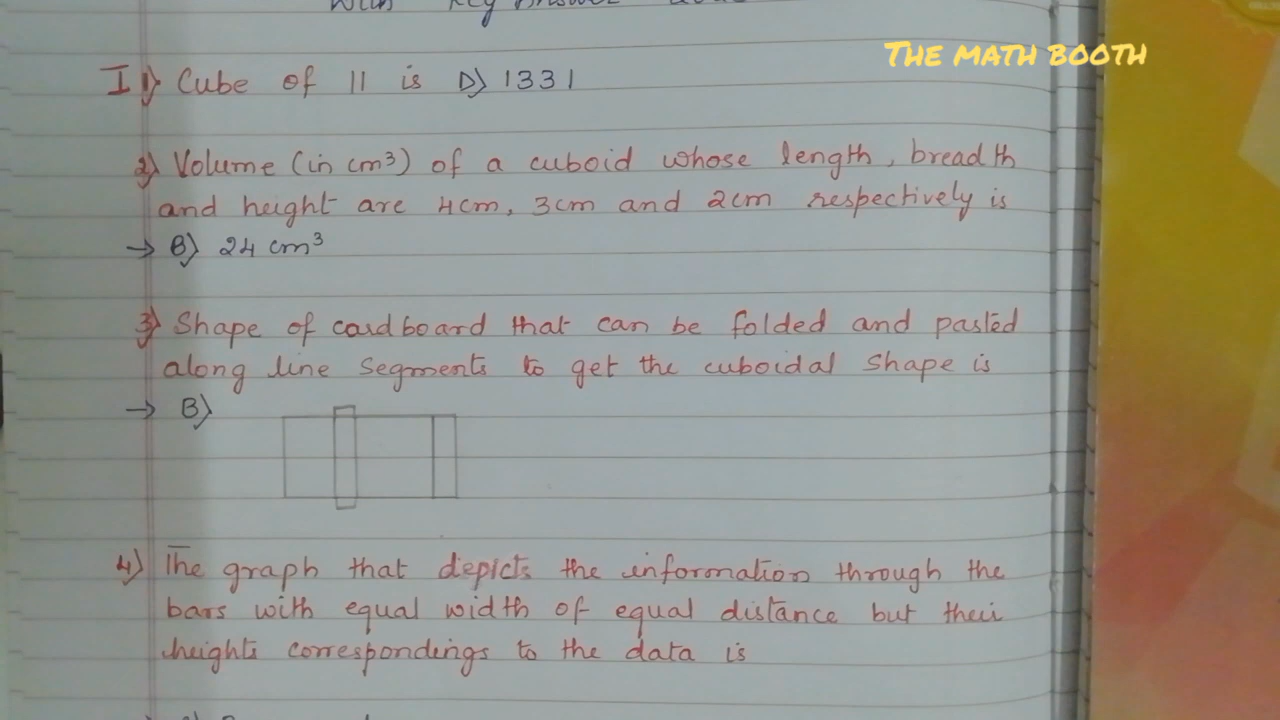 THE MATH BOOTH
I 1) Cube of 11 is D) 1331
2) Volume (in cm³) of a cuboid whose length, breadth
and height are 4cm, 3cm and 2cm respectively is
→ B) 24 cm³
3) Shape of cardboard that can be folded and pasted
along line segments to get the cuboidal shape is
→ B)
4) The graph that depicts the information through the
bars with equal width of equal distance but their
heights correspondings to the data is